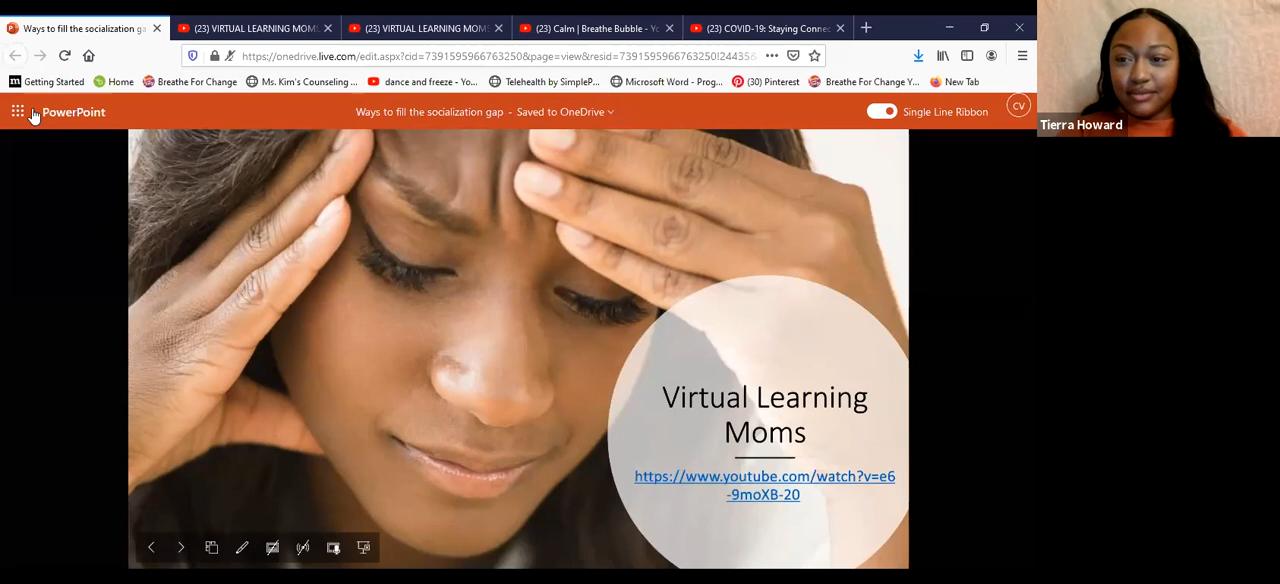 Ways to fill the socialization ga
(23) VIRTUAL LEARNING MOM
(23) VIRTUAL LEARNING MOM
(23) Calm | Breathe Bubble - Yo
(23) COVID-19: Staying Connec
https://onedrive.live.com/edit.aspx?cid=7391595966763250&page=view&resid=7391595966763250!24435&
Getting Started
Home
Breathe For Change
Ms. Kim's Counseling ...
dance and freeze - You...
Telehealth by SimpleP...
Microsoft Word - Prog...
(30) Pinterest
Breathe For Change Y...
New Tab
PowerPoint
Ways to fill the socialization gap - Saved to OneDrive
Single Line Ribbon
CV
Tierra Howard
Virtual Learning
Moms
https://www.youtube.com/watch?v=e6
-9moXB-20